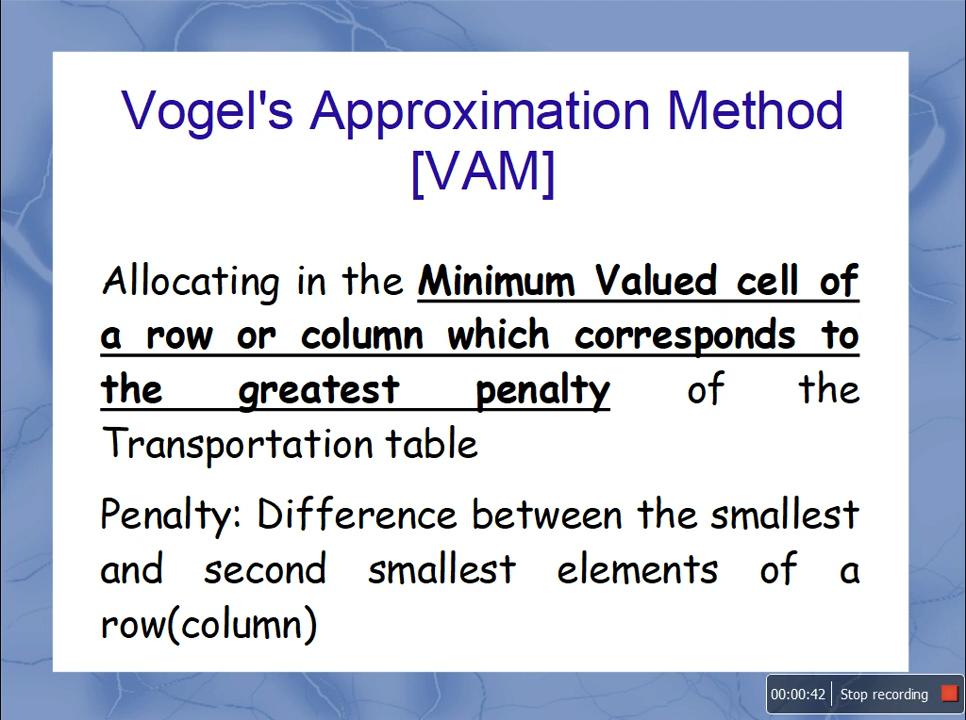 Vogel's Approximation Method
[VAM]
Allocating in the Minimum Valued cell of
a row or column which corresponds to
the greatest penalty of the
Transportation table
Penalty: Difference between the smallest
and second smallest elements of a
row(column)
00:00:42 Stop recording